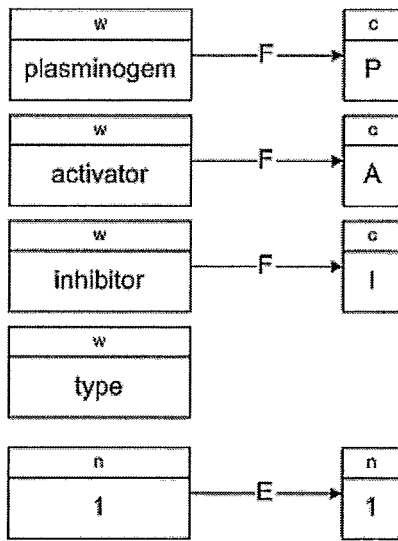 w c
plasminogem F P
w c
activator F A
w c
inhibitor F I
w
type
n n
1 E 1